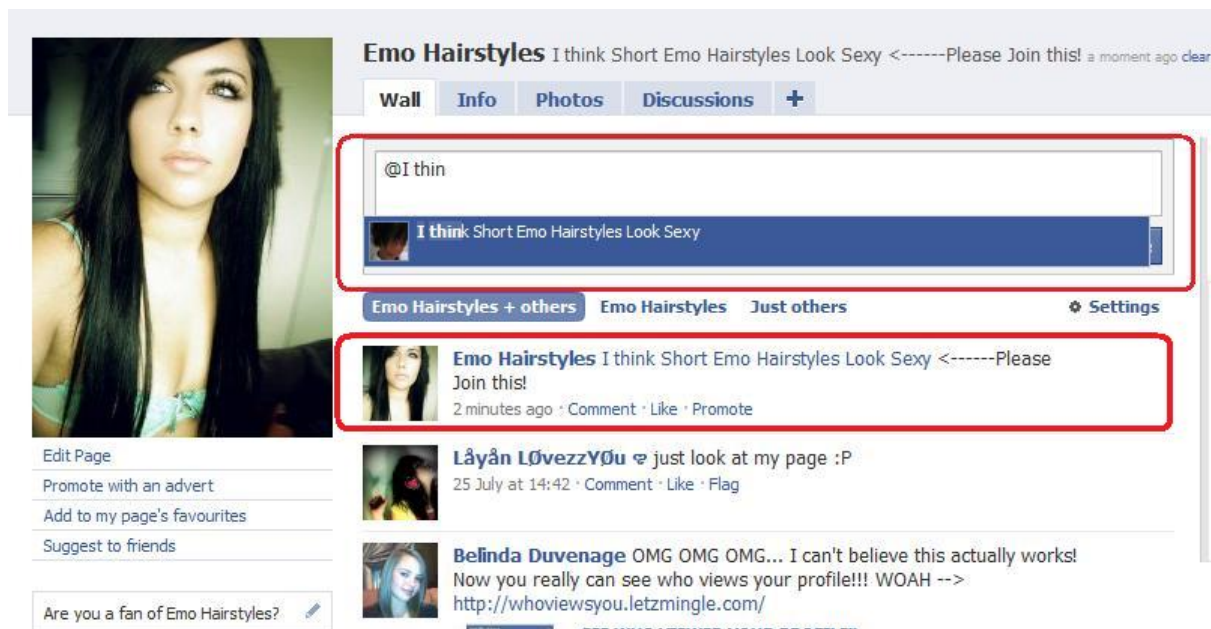 Emo Hairstyles I think Short Emo Hairstyles Look Sexy <------Please Join this! a moment ago clear
Wall Info Photos Discussions +
@I thin
I think Short Emo Hairstyles Look Sexy
Emo Hairstyles + others Emo Hairstyles Just others Settings
Emo Hairstyles I think Short Emo Hairstyles Look Sexy <------Please
Join this!
2 minutes ago · Comment · Like · Promote
Edit Page
Promote with an advert
Add to my page's favourites
Suggest to friends
Are you a fan of Emo Hairstyles?
Låyån LØvezzYØu just look at my page :P
25 July at 14:42 · Comment · Like · Flag
Belinda Duvenage OMG OMG OMG... I can't believe this actually works!
Now you really can see who views your profile!!! WOAH -->
http://whoviewsyou.letzmingle.com/